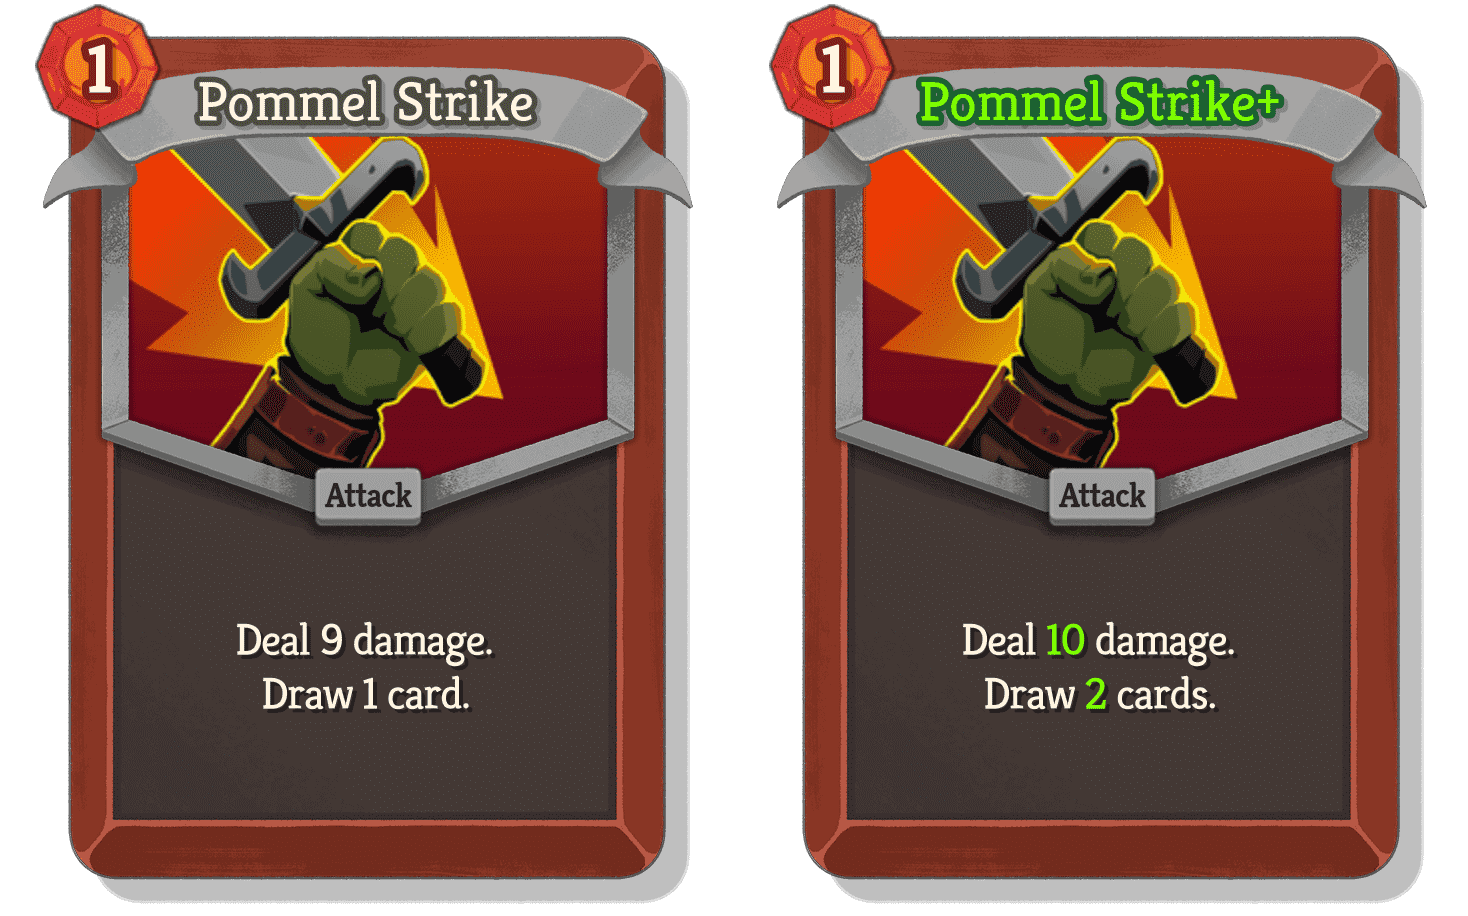 1
Pommel Strike
Attack
Deal 9 damage.
Draw 1 card.
1
Pommel Strike+
Attack
Deal 10 damage.
Draw 2 cards.